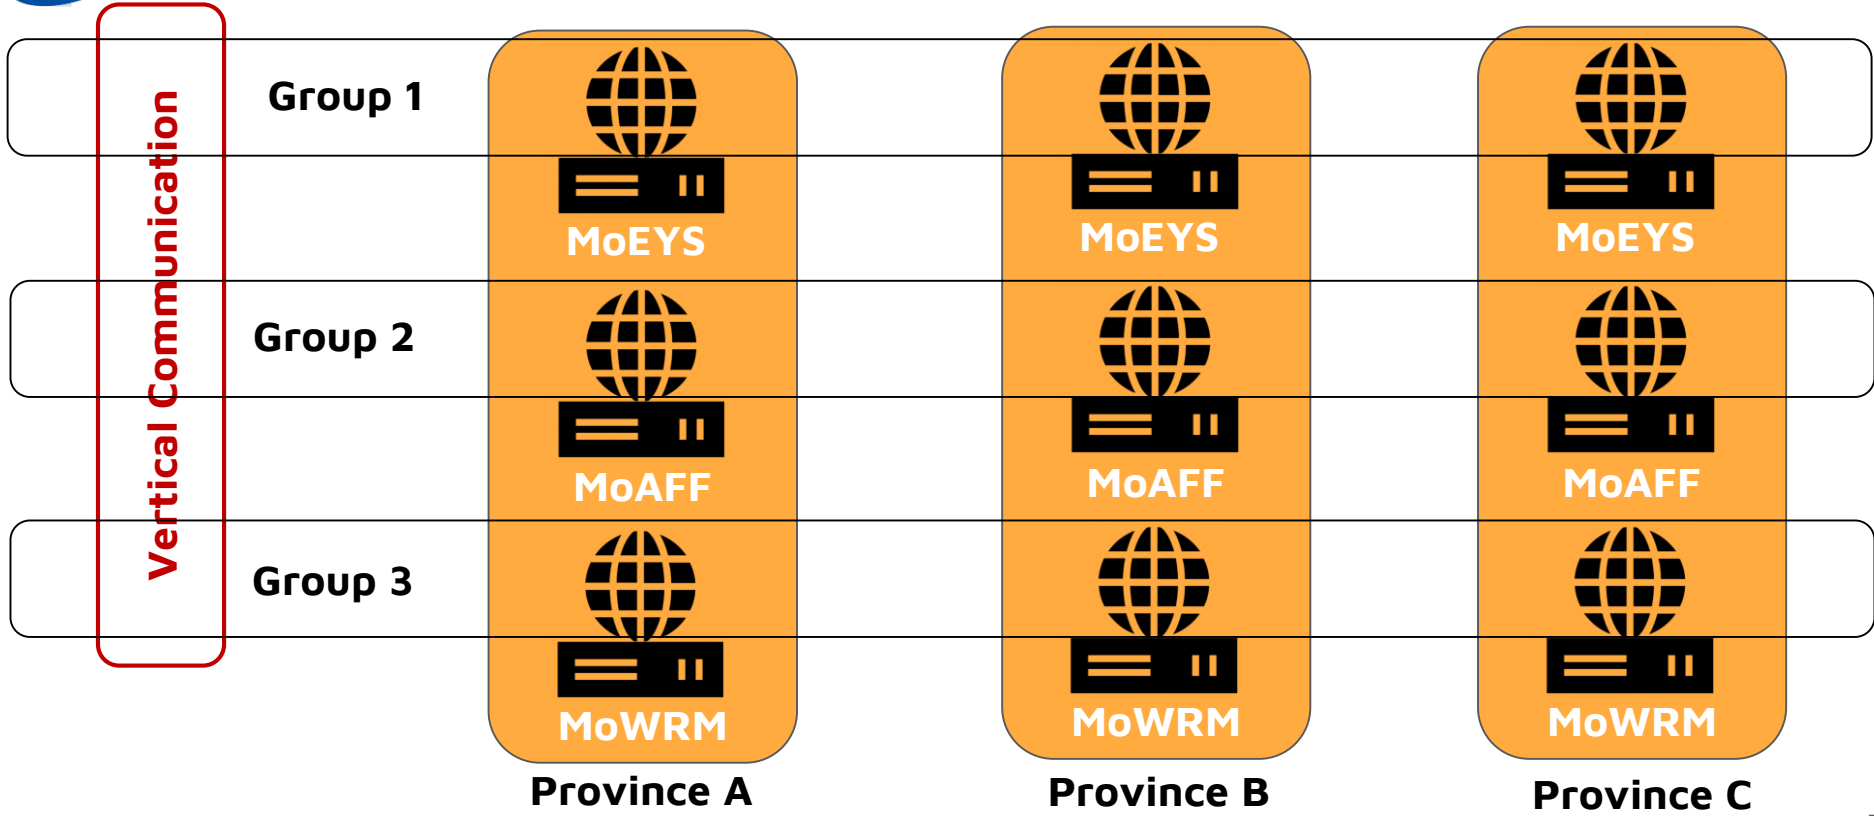 Vertical Communication
Group 1
MoEYS
MoEYS
MoEYS
Group 2
MoAFF
MoAFF
MoAFF
Group 3
MoWRM
MoWRM
MoWRM
Province A
Province B
Province C